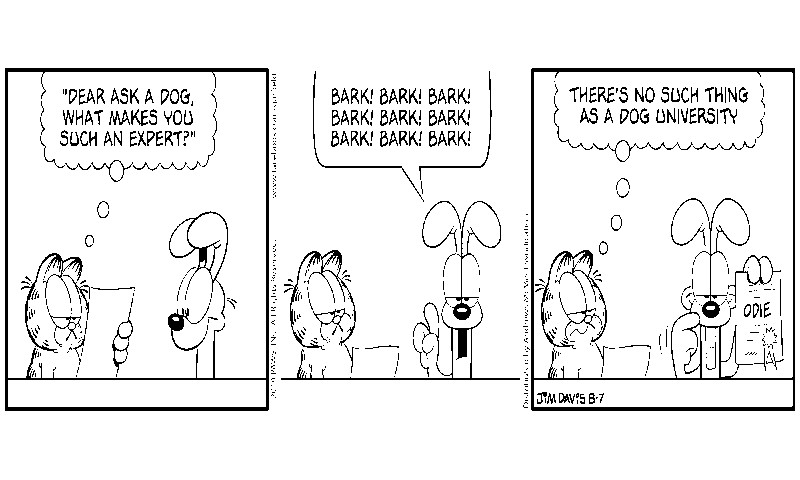 "DEAR ASK A DOG,
WHAT MAKES YOU
SUCH AN EXPERT?"
BARK! BARK! BARK!
BARK! BARK! BARK!
BARK! BARK! BARK!
THERE'S NO SUCH THING
AS A DOG UNIVERSITY
ODIE
JIM DAVIS 8-7